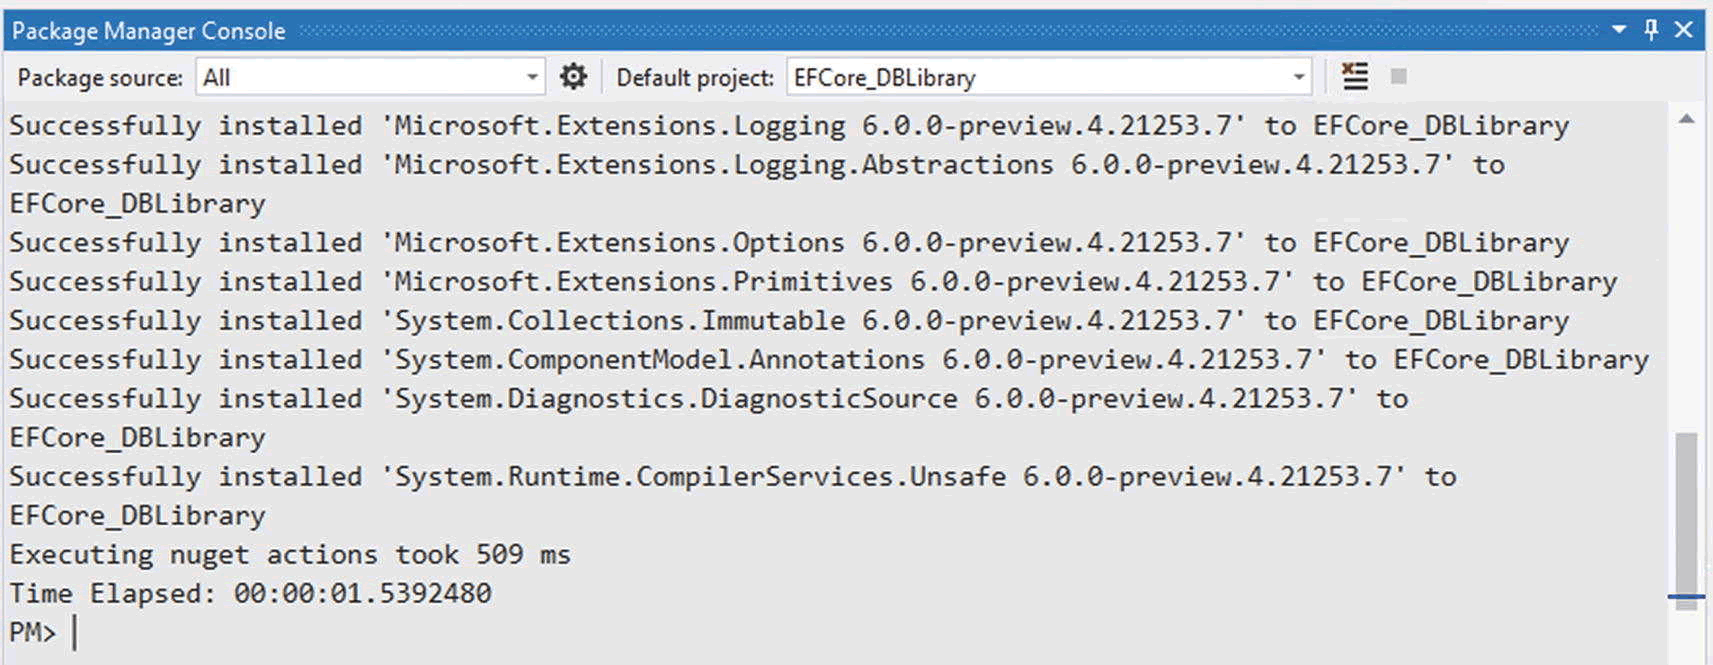 Package Manager Console
Package source: All Default project: EFCore_DBLibrary
Successfully installed 'Microsoft.Extensions.Logging 6.0.0-preview.4.21253.7' to EFCore_DBLibrary
Successfully installed 'Microsoft.Extensions.Logging.Abstractions 6.0.0-preview.4.21253.7' to
EFCore_DBLibrary
Successfully installed 'Microsoft.Extensions.Options 6.0.0-preview.4.21253.7' to EFCore_DBLibrary
Successfully installed 'Microsoft.Extensions.Primitives 6.0.0-preview.4.21253.7' to EFCore_DBLibrary
Successfully installed 'System.Collections.Immutable 6.0.0-preview.4.21253.7' to EFCore_DBLibrary
Successfully installed 'System.ComponentModel.Annotations 6.0.0-preview.4.21253.7' to EFCore_DBLibrary
Successfully installed 'System.Diagnostics.DiagnosticSource 6.0.0-preview.4.21253.7' to
EFCore_DBLibrary
Successfully installed 'System.Runtime.CompilerServices.Unsafe 6.0.0-preview.4.21253.7' to
EFCore_DBLibrary
Executing nuget actions took 509 ms
Time Elapsed: 00:00:01.5392480
PM>